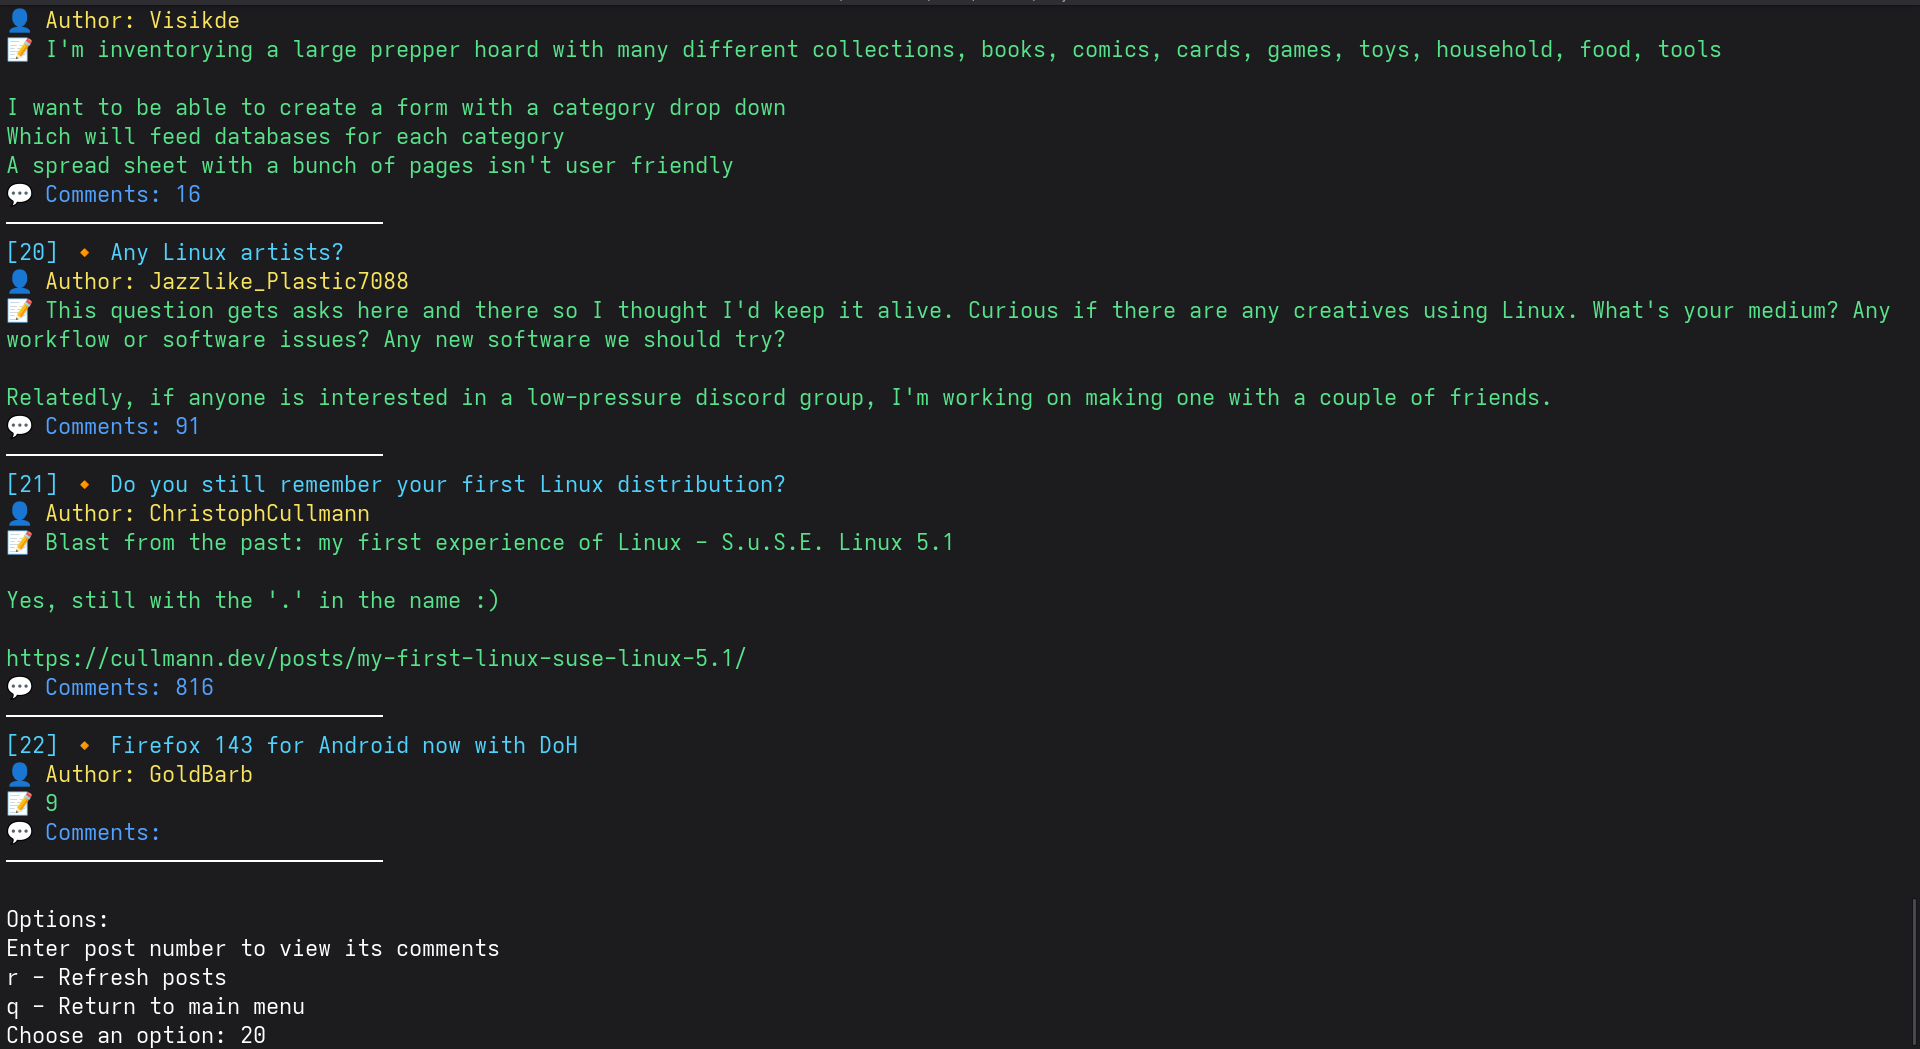 👤 Author: Visikde
📝 I'm inventorying a large prepper hoard with many different collections, books, comics, cards, games, toys, household, food, tools
I want to be able to create a form with a category drop down
Which will feed databases for each category
A spread sheet with a bunch of pages isn't user friendly
💬 Comments: 16
[20] 🔸 Any Linux artists?
👤 Author: Jazzlike_Plastic7088
📝 This question gets asks here and there so I thought I'd keep it alive. Curious if there are any creatives using Linux. What's your medium? Any
workflow or software issues? Any new software we should try?
Relatedly, if anyone is interested in a low-pressure discord group, I'm working on making one with a couple of friends.
💬 Comments: 91
[21] 🔸 Do you still remember your first Linux distribution?
👤 Author: ChristophCullmann
📝 Blast from the past: my first experience of Linux - S.u.S.E. Linux 5.1
Yes, still with the '.' in the name :)
https://cullmann.dev/posts/my-first-linux-suse-linux-5.1/
💬 Comments: 816
[22] 🔸 Firefox 143 for Android now with DoH
👤 Author: GoldBarb
📝 9
💬 Comments:
Options:
Enter post number to view its comments
r - Refresh posts
q - Return to main menu
Choose an option: 20